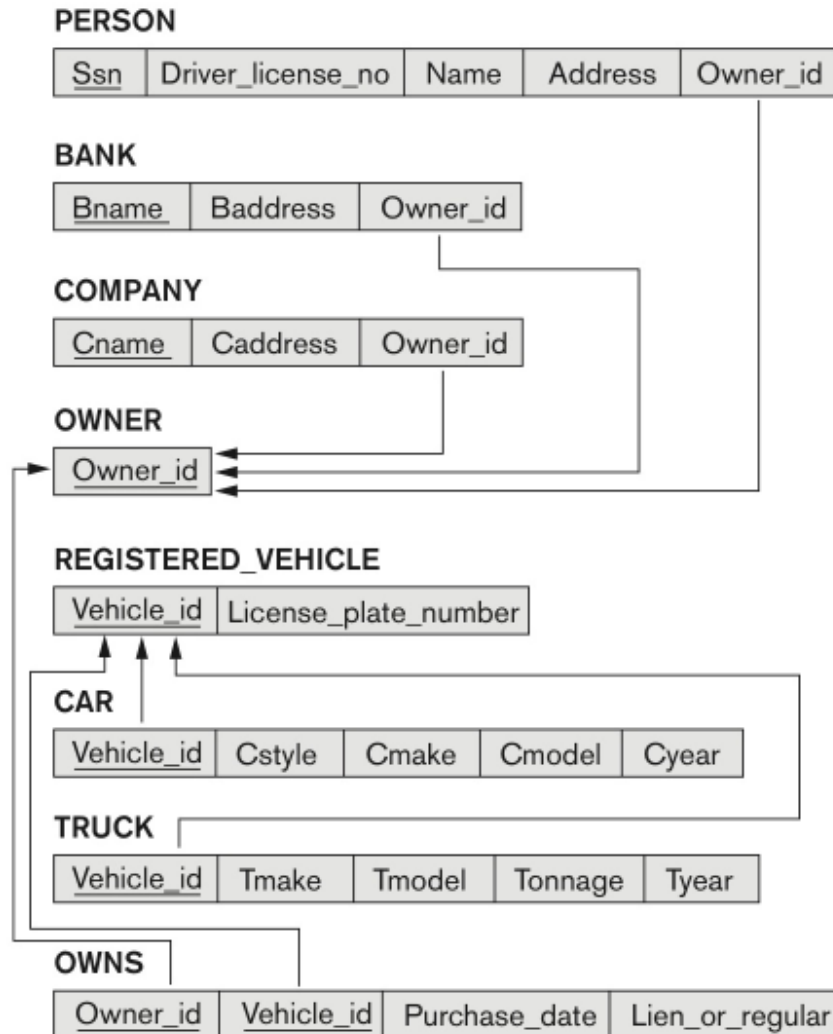 PERSON
Ssn Driver_license_no Name Address Owner_id
BANK
Bname Baddress Owner_id
COMPANY
Cname Caddress Owner_id
OWNER
Owner_id
REGISTERED_VEHICLE
Vehicle_id License_plate_number
CAR
Vehicle_id Cstyle Cmake Cmodel Cyear
TRUCK
Vehicle_id Tmake Tmodel Tonnage Tyear
OWNS
Owner_id Vehicle_id Purchase_date Lien_or_regular